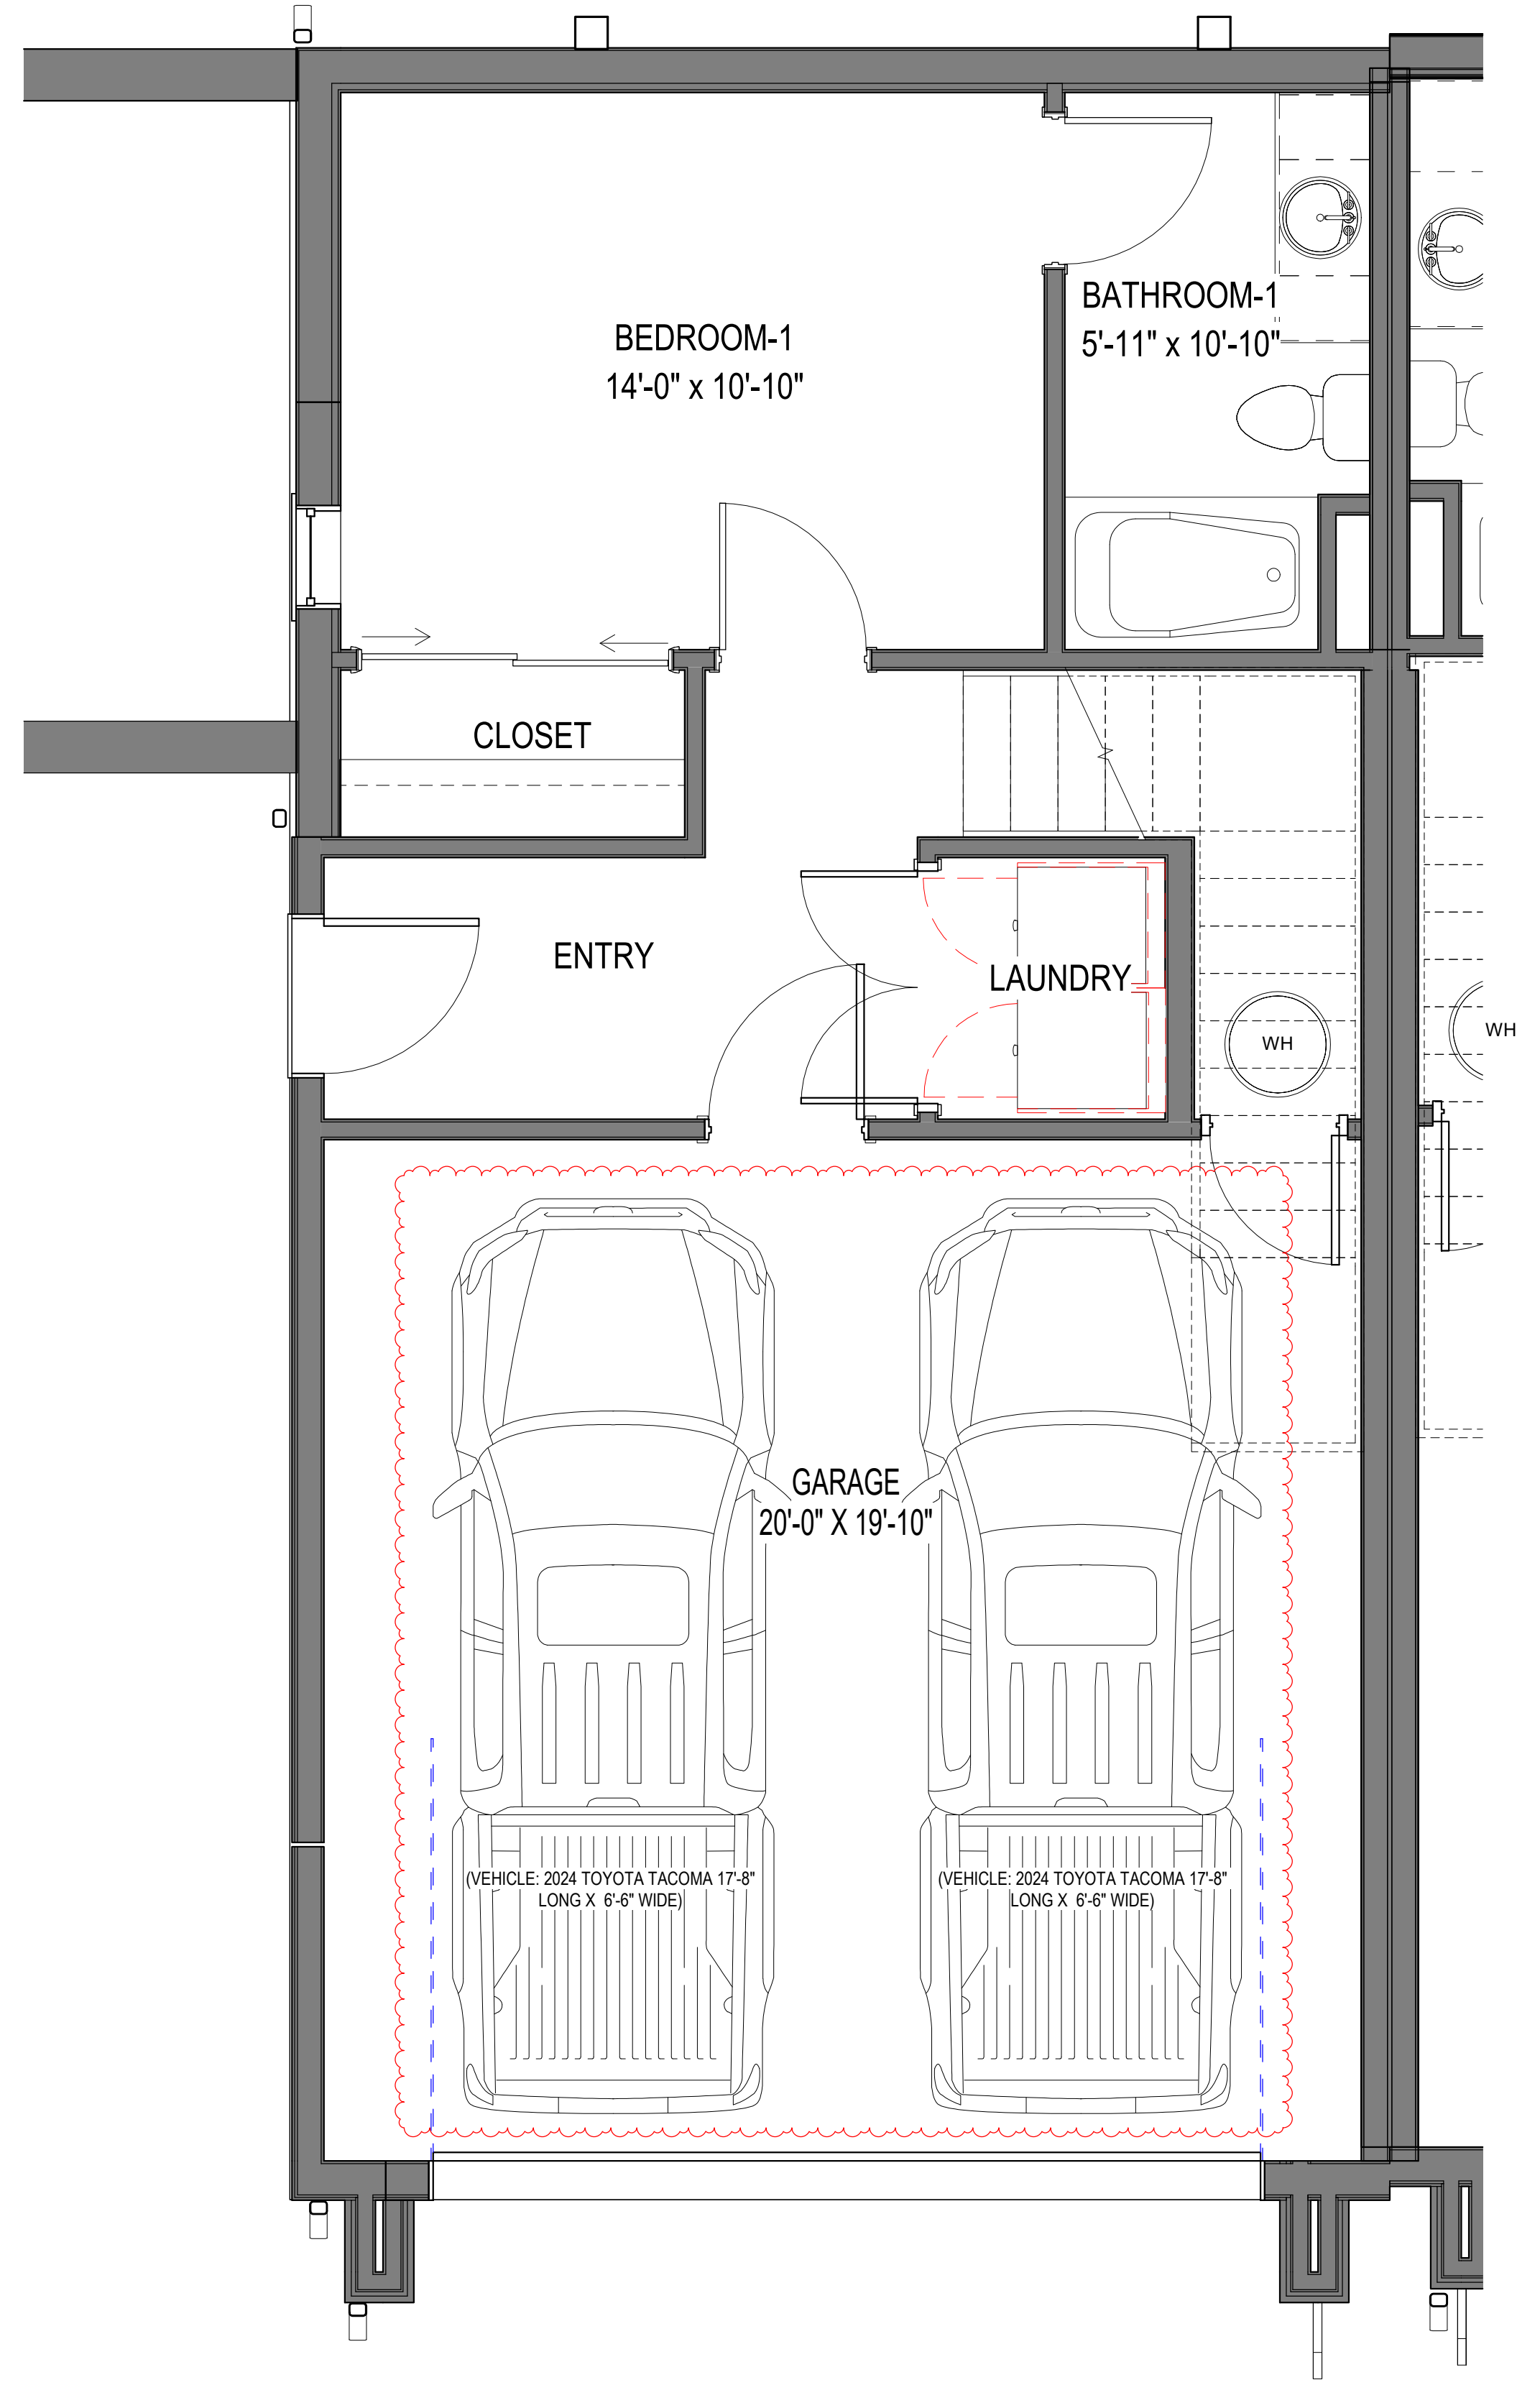 BEDROOM-1
14'-0" x 10'-10"
BATHROOM-1
5'-11" x 10'-10"
CLOSET
ENTRY
LAUNDRY
WH
WH
GARAGE
20'-0" X 19'-10"
(VEHICLE: 2024 TOYOTA TACOMA 17'-8"
LONG X 6'-6" WIDE)
(VEHICLE: 2024 TOYOTA TACOMA 17'-8"
LONG X 6'-6" WIDE)